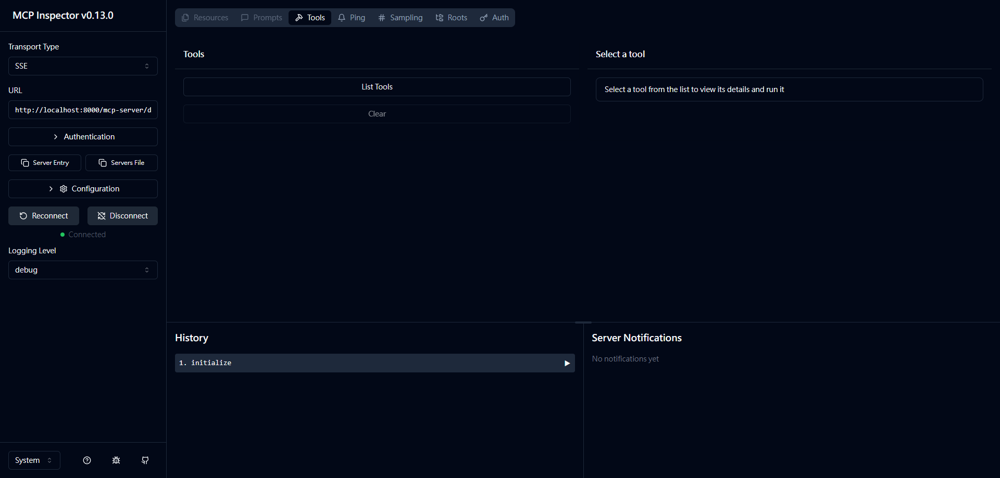 MCP Inspector v0.13.0
Transport Type
SSE
URL
http://localhost:8000/mcp-server/d
Authentication
Server Entry
Servers File
Configuration
Reconnect
Disconnect
Connected
Logging Level
debug
System
Resources
Prompts
Tools
Ping
Sampling
Roots
Auth
Tools
List Tools
Clear
Select a tool
Select a tool from the list to view its details and run it
History
1. initialize
Server Notifications
No notifications yet